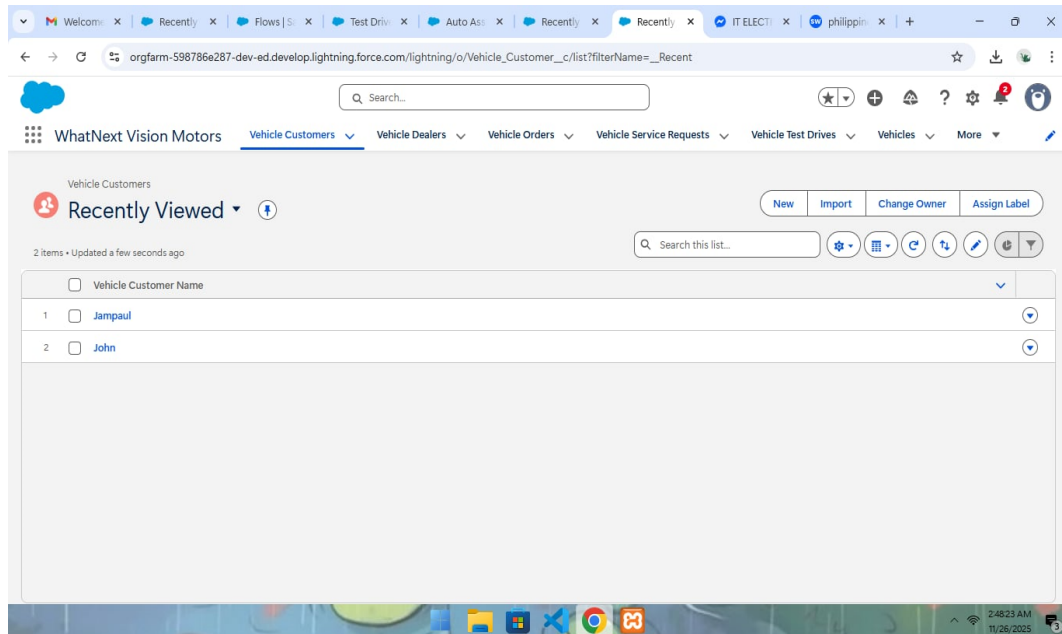 Welcome Recently Flows | S Test Driv Auto Ass Recently Recently IT ELECT philippin
orgfarm-598786e287-dev-ed.develop.lightning.force.com/lightning/o/Vehicle_Customer__c/list?filterName=__Recent
Search...
2
WhatNext Vision Motors Vehicle Customers Vehicle Dealers Vehicle Orders Vehicle Service Requests Vehicle Test Drives Vehicles More
Vehicle Customers
Recently Viewed
New Import Change Owner Assign Label
2 items • Updated a few seconds ago
Search this list...
Vehicle Customer Name
1 Jampaul
2 John
2:48:23 AM
11/26/2025